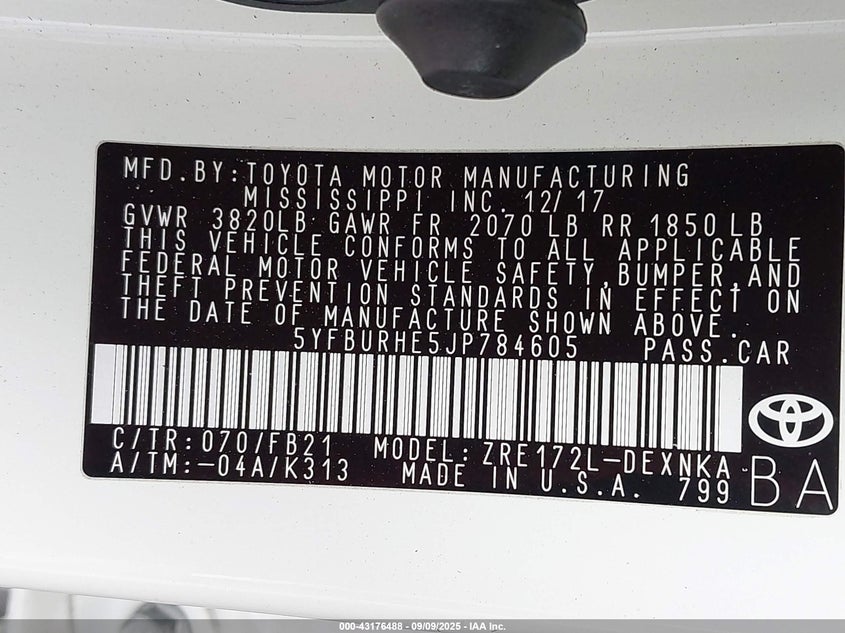 MFD.BY:TOYOTA MOTOR MANUFACTURING
MISSISSIPPI INC. 12/17
GVWR 3820LB GAWR FR 2070 LB RR 1850 LB
THIS VEHICLE CONFORMS TO ALL APPLICABLE
FEDERAL MOTOR VEHICLE SAFETY,BUMPER,AND
THEFT PREVENTION STANDARDS IN EFFECT ON
THE DATE OF MANUFACTURE SHOWN ABOVE.
5YFBURHE5JP784605 PASS.CAR
C/TR:070/FB21 MODEL:ZRE172L-DEXNKA
A/TM:-04A/K313 MADE IN U.S.A. 799 BA
000-43176488 - 09/09/2025 - IAA Inc.